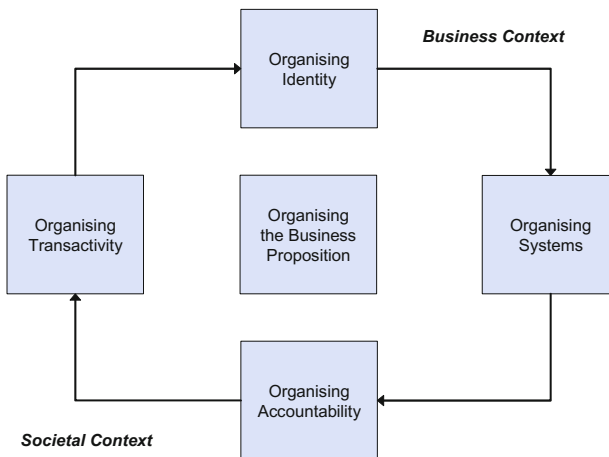 Business Context
Organising
Identity
Organising
Transactivity
Organising
the Business
Proposition
Organising
Systems
Organising
Accountability
Societal Context